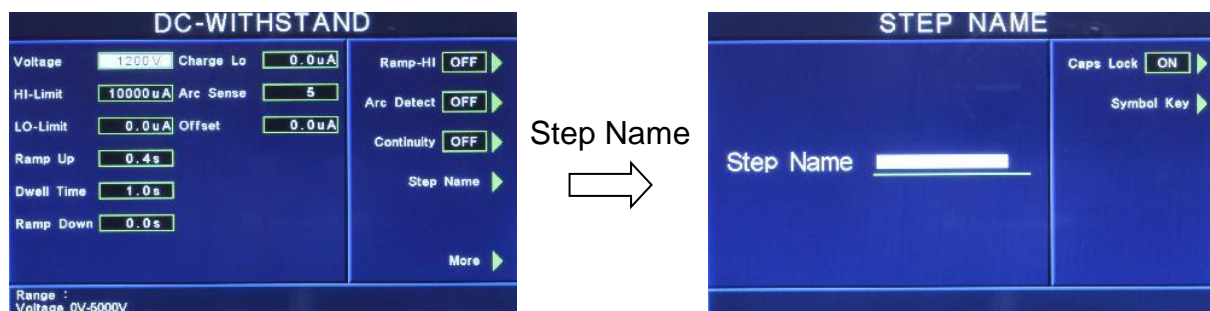 DC-WITHSTAND
Voltage 1200V Charge Lo 0.0uA
HI-Limit 10000uA Arc Sense 5
LO-Limit 0.0uA Offset 0.0uA
Ramp Up 0.4s
Dwell Time 1.0s
Ramp Down 0.0s
Ramp-HI OFF
Arc Detect OFF
Continuity OFF
Step Name
More
Range :
Voltage 0V-5000V
Step Name
STEP NAME
Step Name
Caps Lock ON
Symbol Key